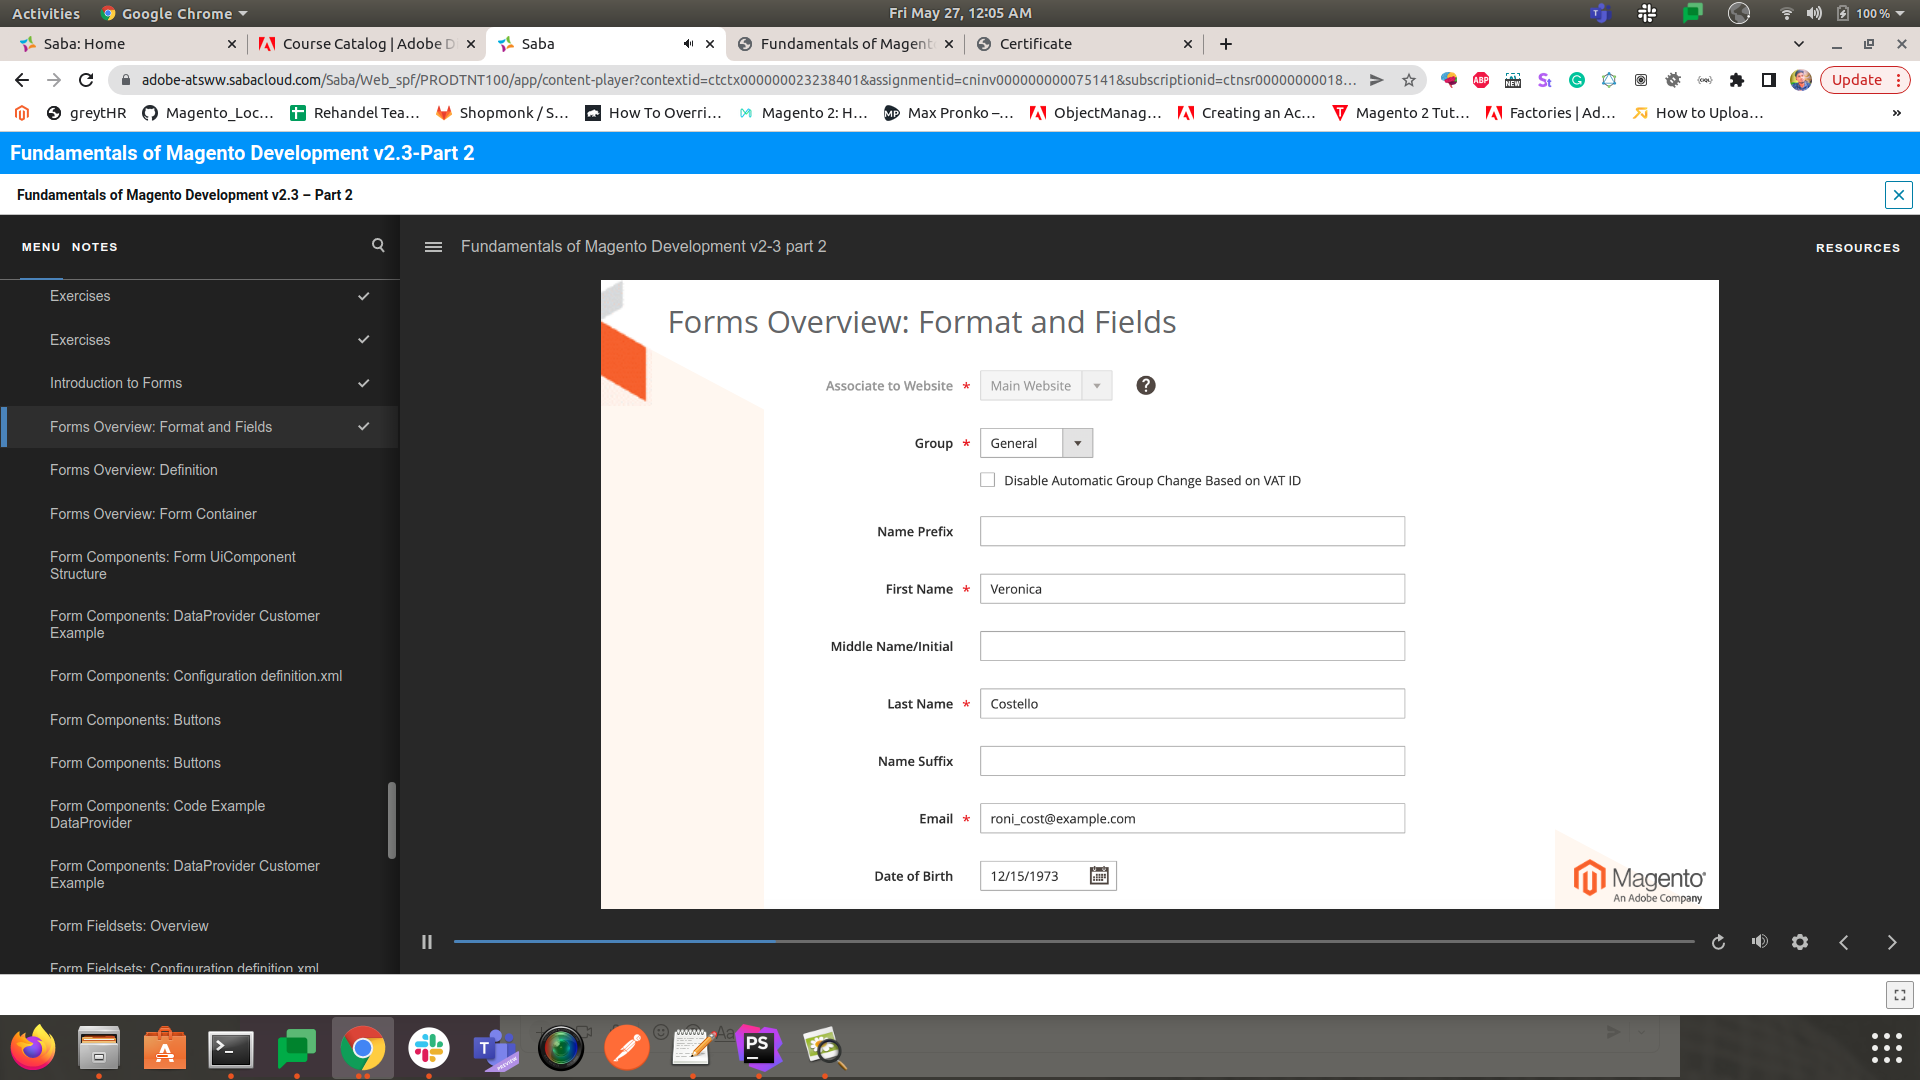 Activities
Google Chrome
Fri May 27, 12:05 AM
100 %
Saba: Home
Course Catalog | Adobe D
Saba
Fundamentals of Magent
Certificate
adobe-atsww.sabacloud.com/Saba/Web_spf/PRODTNT100/app/content-player?contextid=ctctx000000023238401&assignmentid=cninv000000000075141&subscriptionid=ctnsr00000000018...
Update
greytHR
Magento_Loc...
Rehandel Tea...
Shopmonk / S...
How To Overri...
Magento 2: H...
Max Pronko –...
ObjectManag...
Creating an Ac...
Magento 2 Tut...
Factories | Ad...
How to Uploa...
Fundamentals of Magento Development v2.3-Part 2
Fundamentals of Magento Development v2.3 – Part 2
MENU
NOTES
Fundamentals of Magento Development v2-3 part 2
RESOURCES
Exercises
Exercises
Introduction to Forms
Forms Overview: Format and Fields
Forms Overview: Definition
Forms Overview: Form Container
Form Components: Form UiComponent
Structure
Form Components: DataProvider Customer
Example
Form Components: Configuration definition.xml
Form Components: Buttons
Form Components: Buttons
Form Components: Code Example
DataProvider
Form Components: DataProvider Customer
Example
Form Fieldsets: Overview
Form Fieldsets: Configuration definition.xml
Forms Overview: Format and Fields
Associate to Website * Main Website
Group * General
Disable Automatic Group Change Based on VAT ID
Name Prefix
First Name * Veronica
Middle Name/Initial
Last Name * Costello
Name Suffix
Email * roni_cost@example.com
Date of Birth 12/15/1973
Magento
An Adobe Company